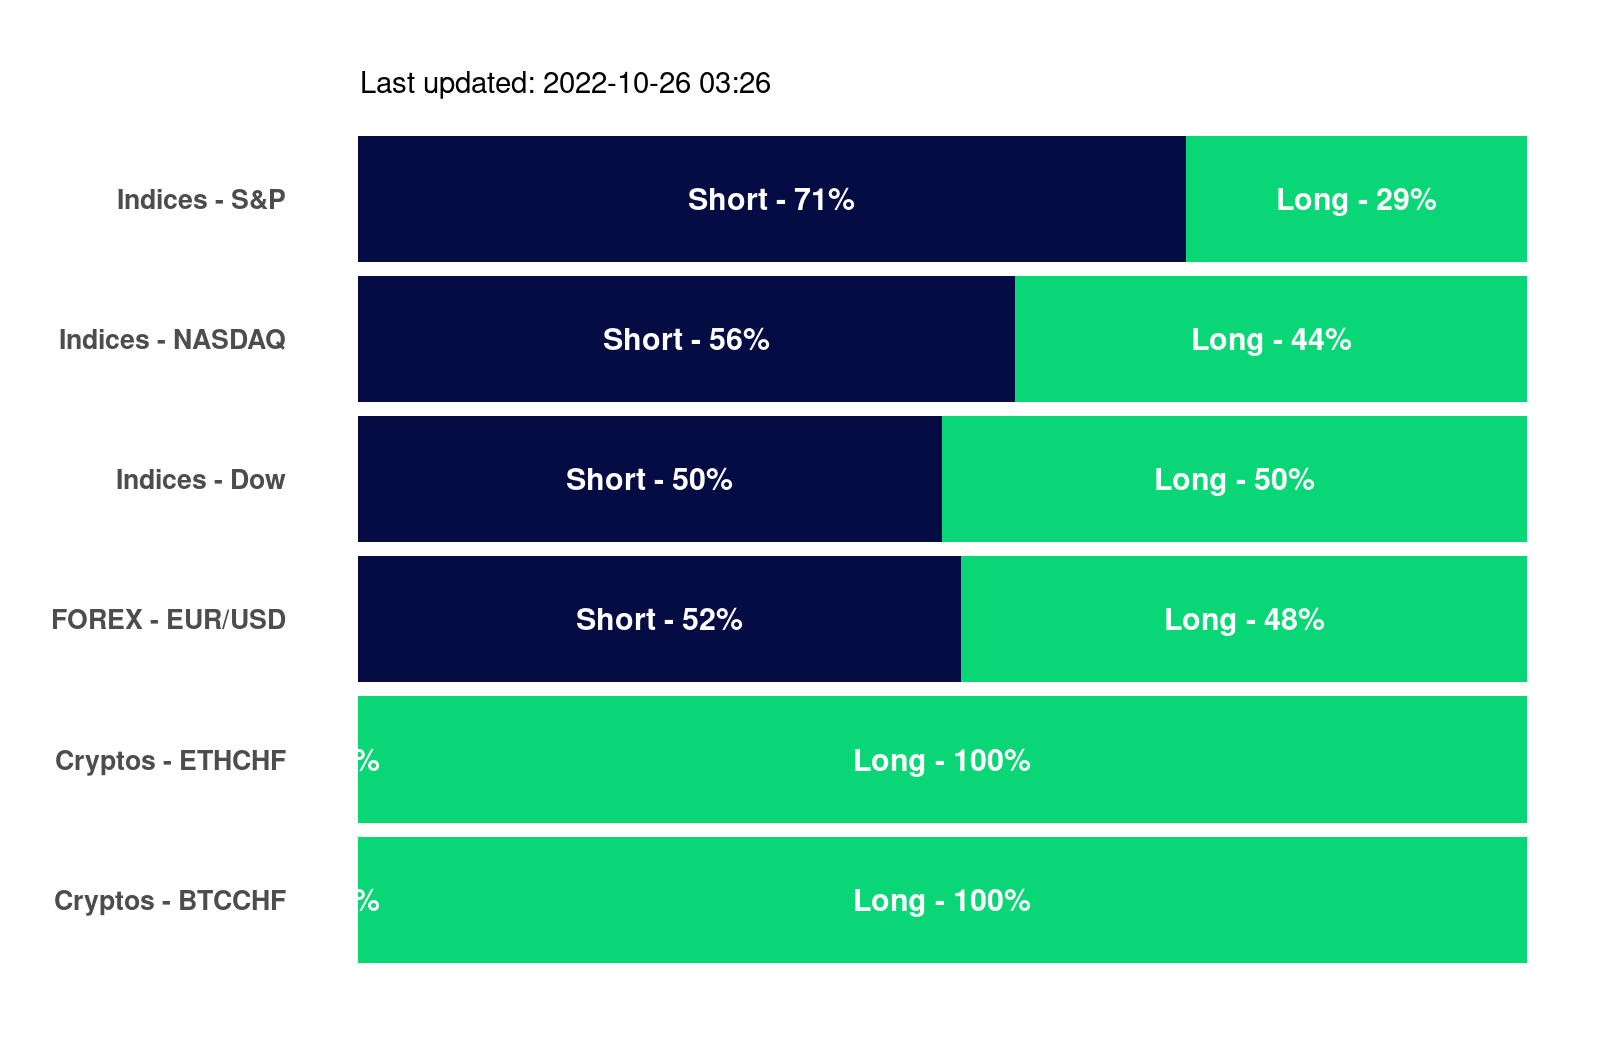 Last updated: 2022-10-26 03:26
Indices - S&P Short - 71% Long - 29%
Indices - NASDAQ Short - 56% Long - 44%
Indices - Dow Short - 50% Long - 50%
FOREX - EUR/USD Short - 52% Long - 48%
Cryptos - ETHCHF % Long - 100%
Cryptos - BTCCHF % Long - 100%